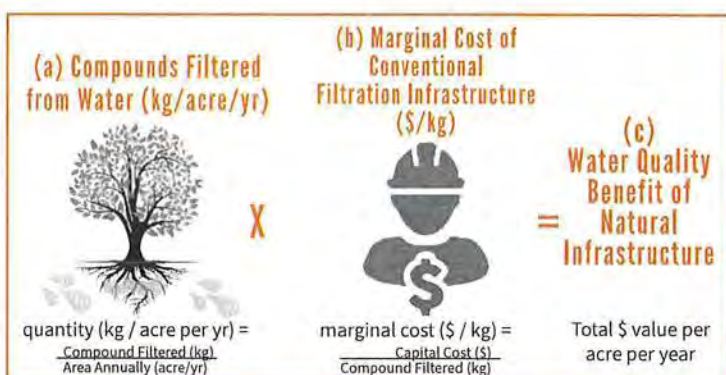 (a) Compounds Filtered
from Water (kg/acre/yr)
X
quantity (kg / acre per yr) =
Compound Filtered (kg)
Area Annually (acre/yr)
(b) Marginal Cost of
Conventional
Filtration Infrastructure
($/kg)
$
=
marginal cost ($ / kg) =
Capital Cost ($)
Compound Filtered (kg)
(c)
Water Quality
Benefit of
Natural
Infrastructure
Total $ value per
acre per year